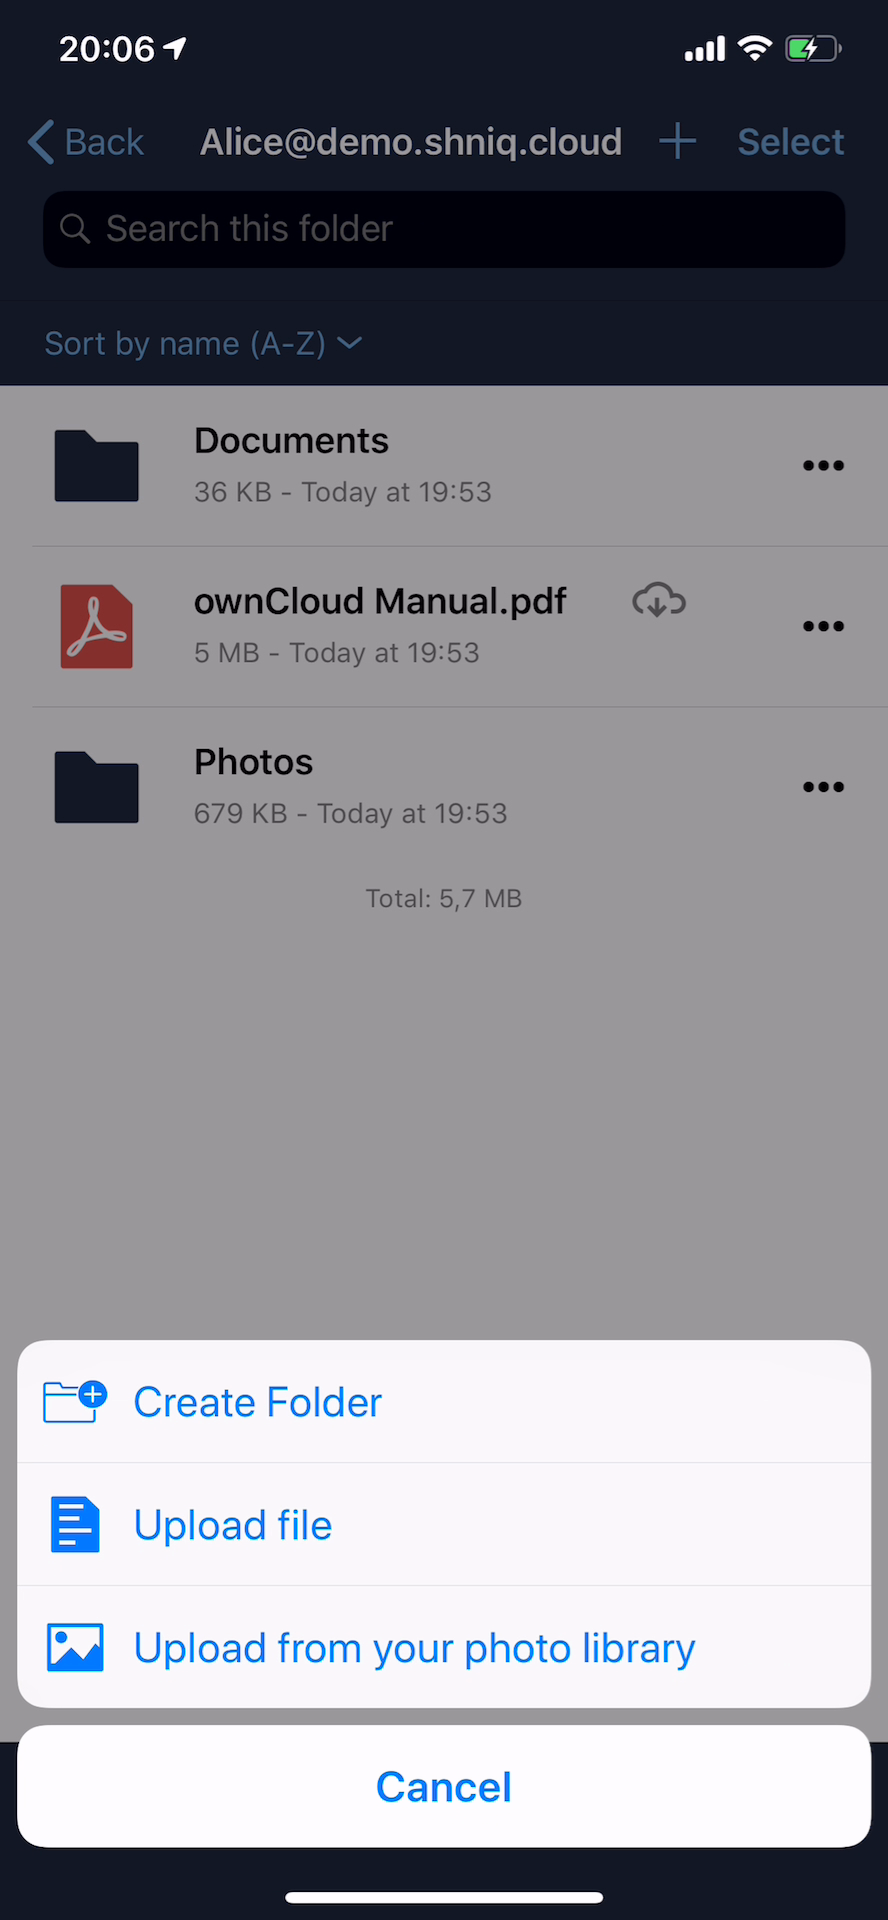 20:06
Back Alice@demo.shniq.cloud Select
Search this folder
Sort by name (A-Z)
Documents
36 KB - Today at 19:53
ownCloud Manual.pdf
5 MB - Today at 19:53
Photos
679 KB - Today at 19:53
Total: 5,7 MB
Create Folder
Upload file
Upload from your photo library
Cancel